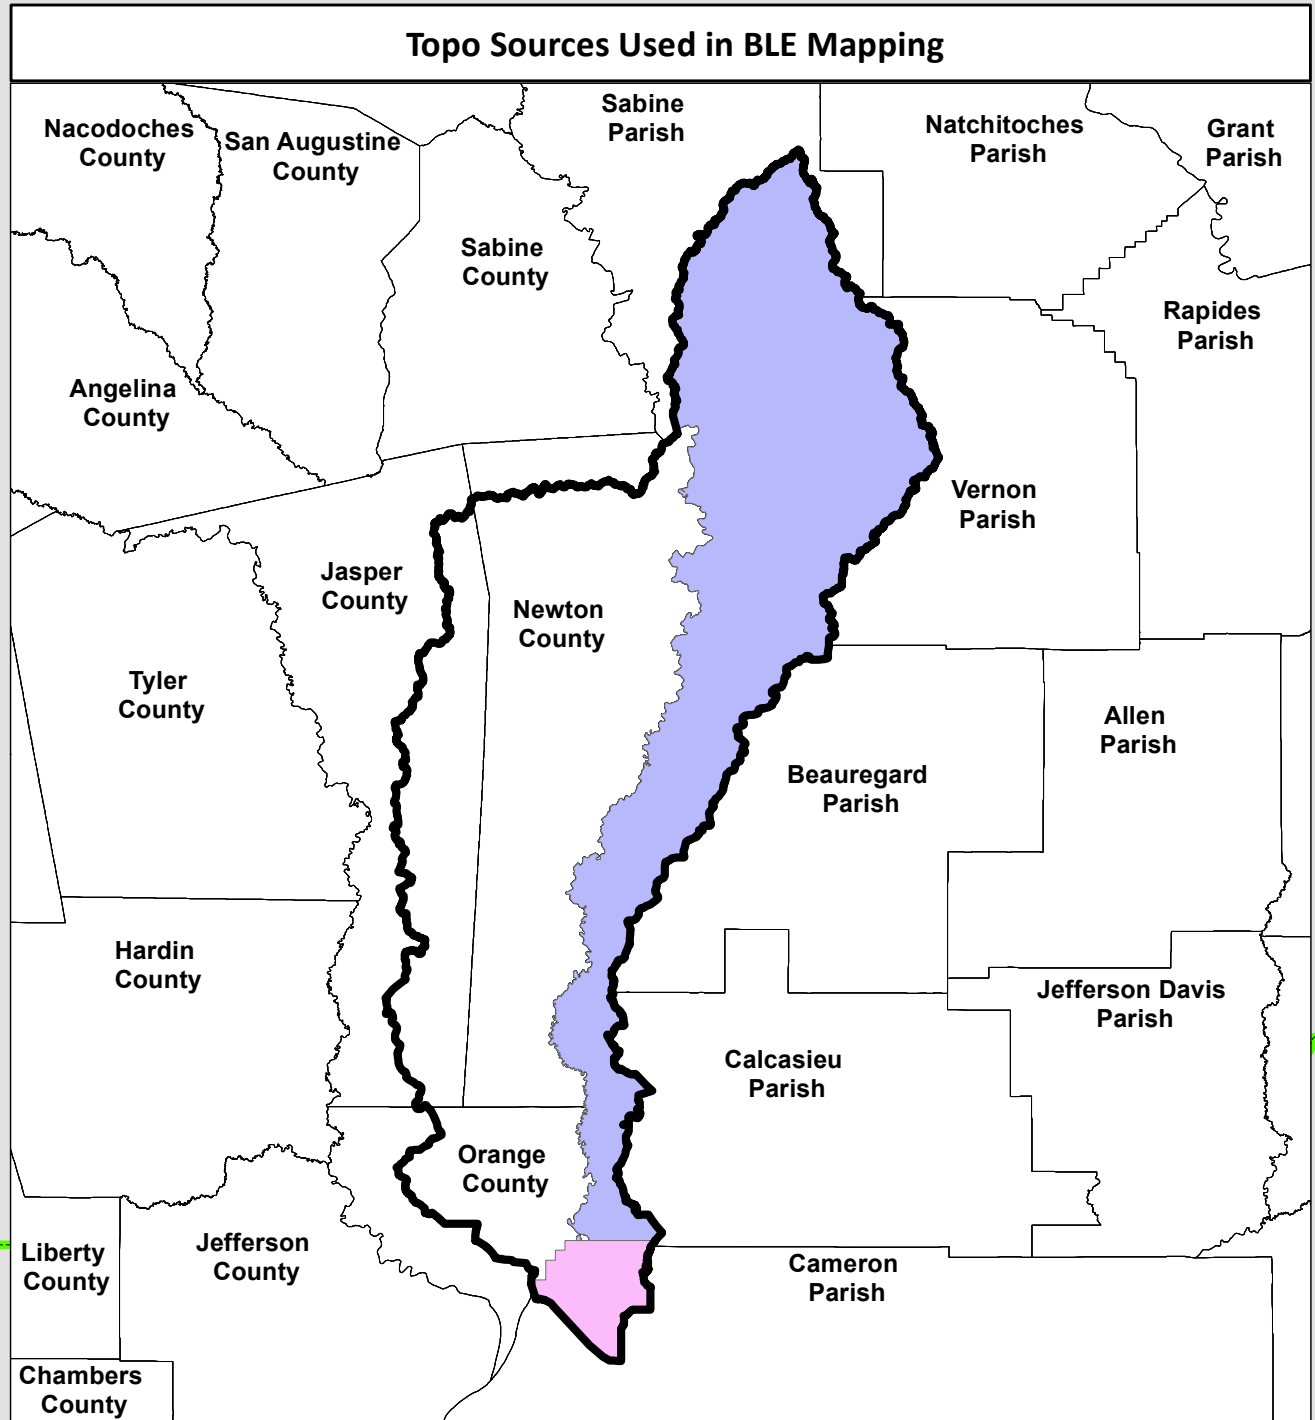 Topo Sources Used in BLE Mapping
Sabine
Parish
Nacodoches
County
San Augustine
County
Natchitoches
Parish
Grant
Parish
Sabine
County
Rapides
Parish
Angelina
County
Vernon
Parish
Jasper
County
Newton
County
Tyler
County
Allen
Parish
Beauregard
Parish
Hardin
County
Jefferson Davis
Parish
Calcasieu
Parish
Orange
County
Liberty
County
Jefferson
County
Cameron
Parish
Chambers
County